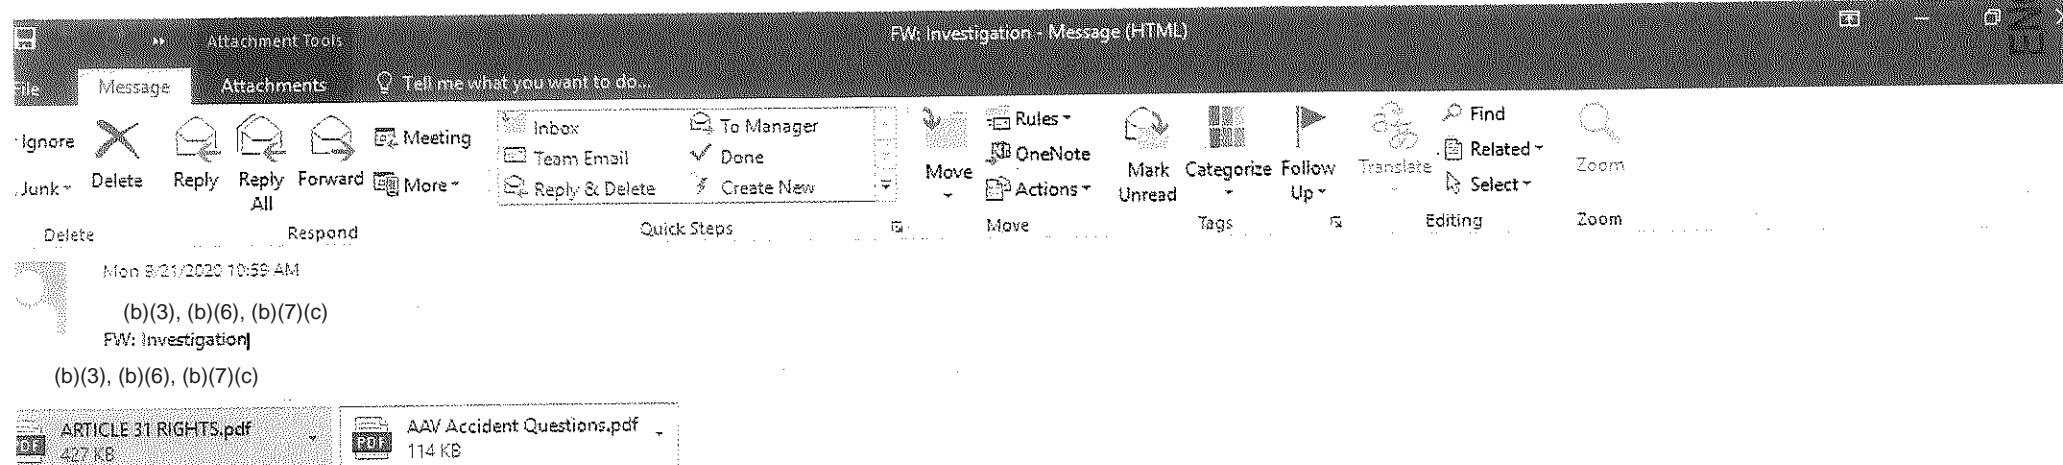 Attachment Tools
FW: Investigation - Message (HTML)
File Message Attachments Tell me what you want to do...
Ignore
Junk
Delete
Reply
Reply All
Forward
Meeting
More
Inbox
Team Email
Reply & Delete
To Manager
Done
Create New
Move
Rules
OneNote
Actions
Mark Unread
Categorize
Follow Up
Translate
Find
Related
Select
Zoom
Delete Respond Quick Steps Move Tags Editing Zoom
Mon 9/21/2020 10:59 AM
(b)(3), (b)(6), (b)(7)(c)
FW: Investigation
(b)(3), (b)(6), (b)(7)(c)
PDF
ARTICLE 31 RIGHTS.pdf
427 KB
PDF
AAV Accident Questions.pdf
114 KB